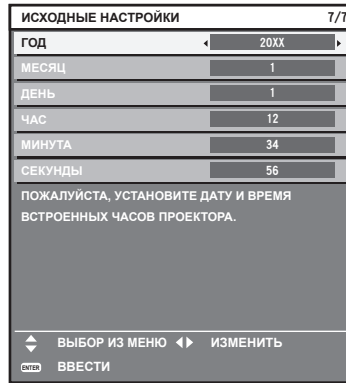 ИСХОДНЫЕ НАСТРОЙКИ 7/7
ГОД 20XX
МЕСЯЦ 1
ДЕНЬ 1
ЧАС 12
МИНУТА 34
СЕКУНДЫ 56
ПОЖАЛУЙСТА, УСТАНОВИТЕ ДАТУ И ВРЕМЯ
ВСТРОЕННЫХ ЧАСОВ ПРОЕКТОРА.
ВЫБОР ИЗ МЕНЮ ИЗМЕНИТЬ
ENTER ВВЕСТИ